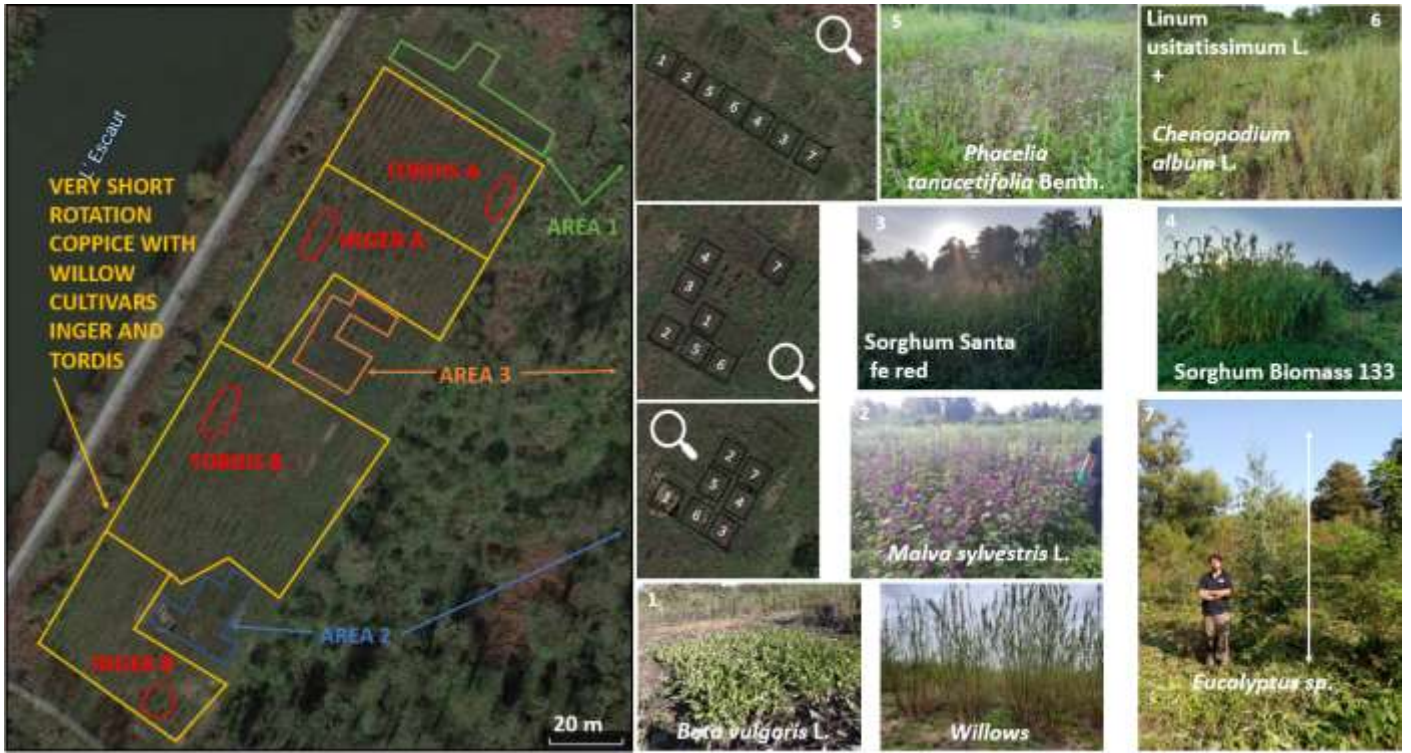 L'Escaut
VERY SHORT
ROTATION
COPPICE WITH
WILLOW
CULTIVARS
INGER AND
TORDIS
TORDIS A
INGER A
TORDIS B
INGER B
AREA 1
AREA 3
AREA 2
20 m
1
2
5
6
4
3
7
4
7
3
1
2
5
6
2
7
5
4
6
3
5
Phacelia
tanacetifolia Benth.
6
Linum
usitatissimum L.
+
Chenopodium
album L.
3
Sorghum Santa
fe red
4
Sorghum Biomass 133
2
Malva sylvestris L.
7
Eucalyptus sp.
1
Beta vulgaris L.
Willows